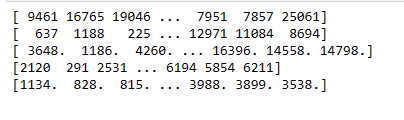 [ 9461 16765 19046 ...  7951  7857 25061]
[  637  1188   225 ... 12971 11084  8694]
[ 3648.  1186.  4260. ... 16396. 14558. 14798.]
[2120  291 2531 ... 6194 5854 6211]
[1134.  828.  815. ... 3988. 3899. 3538.]